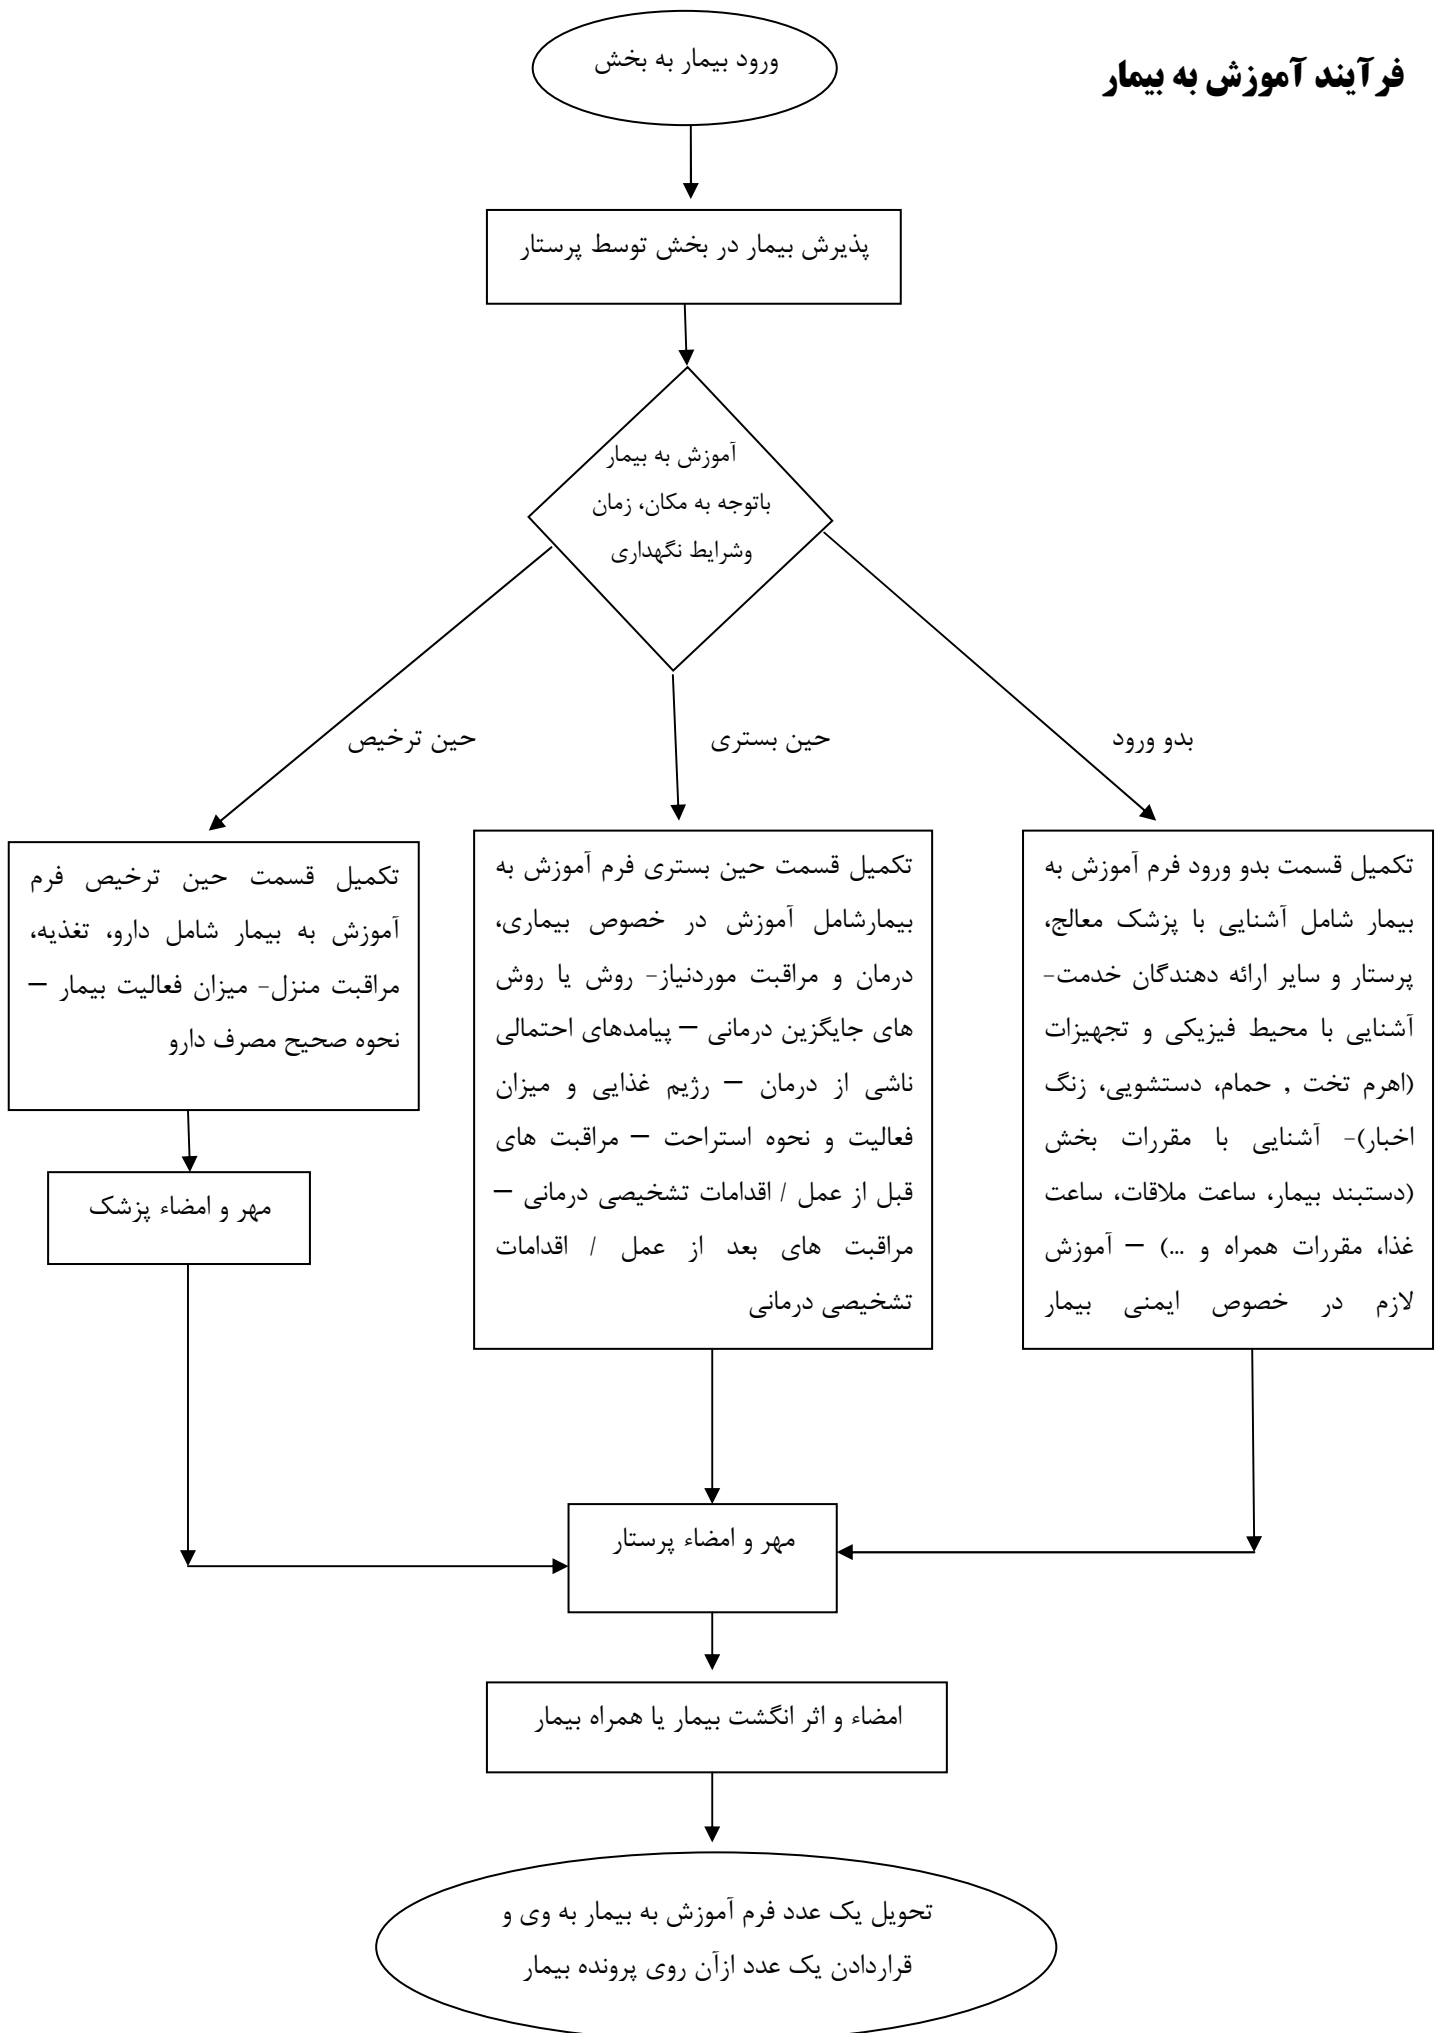 فرآیند آموزش به بیمار
ورود بیمار به بخش
پذیرش بیمار در بخش توسط پرستار
آموزش به بیمار
باتوجه به مکان، زمان
وشرایط نگهداری
بدو ورود
حین بستری
حین ترخیص
تکمیل قسمت بدو ورود فرم آموزش به
بیمار شامل آشنایی با پزشک معالج،
پرستار و سایر ارائه دهندگان خدمت-
آشنایی با محیط فیزیکی و تجهیزات
(اهرم تخت , حمام، دستشویی، زنگ
اخبار)- آشنایی با مقررات بخش
(دستبند بیمار، ساعت ملاقات، ساعت
غذا، مقررات همراه و ...) – آموزش
لازم در خصوص ایمنی بیمار
تکمیل قسمت حین بستری فرم آموزش به
بیمارشامل آموزش در خصوص بیماری،
درمان و مراقبت موردنیاز- روش یا روش
های جایگزین درمانی – پیامدهای احتمالی
ناشی از درمان – رژیم غذایی و میزان
فعالیت و نحوه استراحت – مراقبت های
قبل از عمل / اقدامات تشخیصی درمانی –
مراقبت های بعد از عمل / اقدامات
تشخیصی درمانی
تکمیل قسمت حین ترخیص فرم
آموزش به بیمار شامل دارو، تغذیه،
مراقبت منزل- میزان فعالیت بیمار –
نحوه صحیح مصرف دارو
مهر و امضاء پزشک
مهر و امضاء پرستار
امضاء و اثر انگشت بیمار یا همراه بیمار
تحویل یک عدد فرم آموزش به بیمار به وی و
قراردادن یک عدد ازآن روی پرونده بیمار